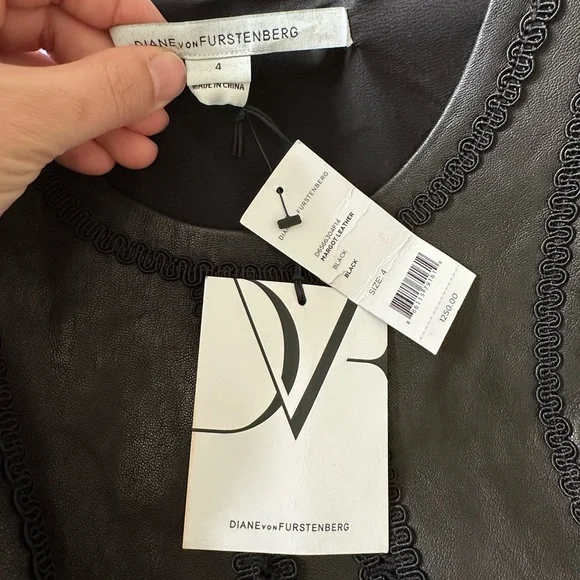 DIANE VON FURSTENBERG
4
MADE IN CHINA
DIANE VON FURSTENBERG
D6566304F14
MARGOT LEATHER
BLACK
BLACK
SIZE: 4
1250.00
DVF
DIANE VON FURSTENBERG